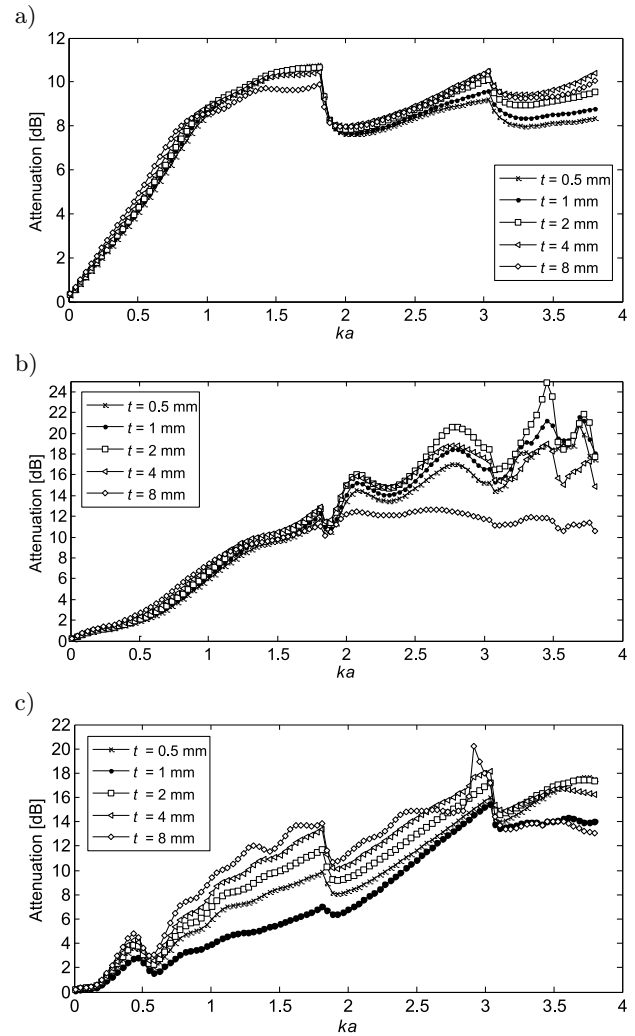 a)
12
10
8
6
4
2
0
Attenuation [dB]
t = 0.5 mm
t = 1 mm
t = 2 mm
t = 4 mm
t = 8 mm
0 0.5 1 1.5 2 2.5 3 3.5 4
ka
b)
24
22
20
18
16
14
12
10
8
6
4
2
0
Attenuation [dB]
t = 0.5 mm
t = 1 mm
t = 2 mm
t = 4 mm
t = 8 mm
0 0.5 1 1.5 2 2.5 3 3.5 4
ka
c)
22
20
18
16
14
12
10
8
6
4
2
0
Attenuation [dB]
t = 0.5 mm
t = 1 mm
t = 2 mm
t = 4 mm
t = 8 mm
0 0.5 1 1.5 2 2.5 3 3.5 4
ka